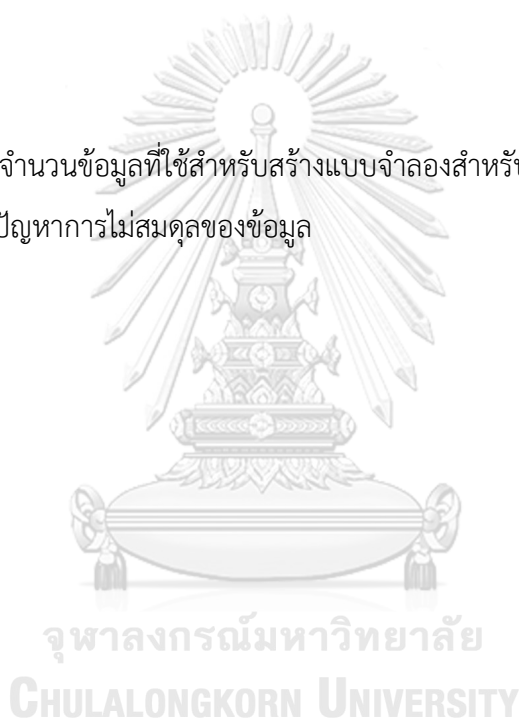 จำนวนข้อมูลที่ใช้สำหรับสร้างแบบจำลองสำหรับ
ปัญหาการไม่สมดุลของข้อมูล
จุฬาลงกรณ์มหาวิทยาลัย
CHULALONGKORN UNIVERSITY